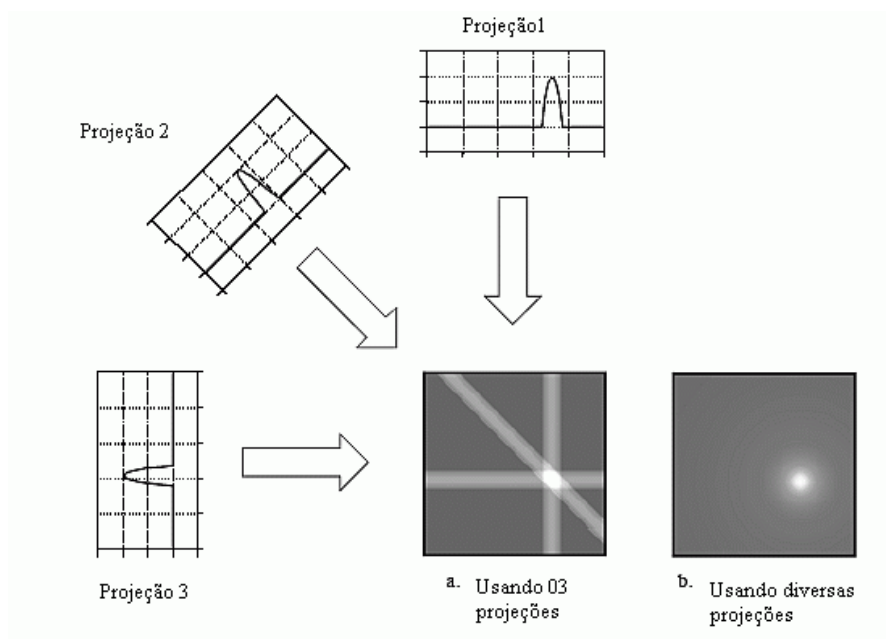 Projeção1
Projeção 2
Projeção 3
a. Usando 03
projeções
b. Usando diversas
projeções